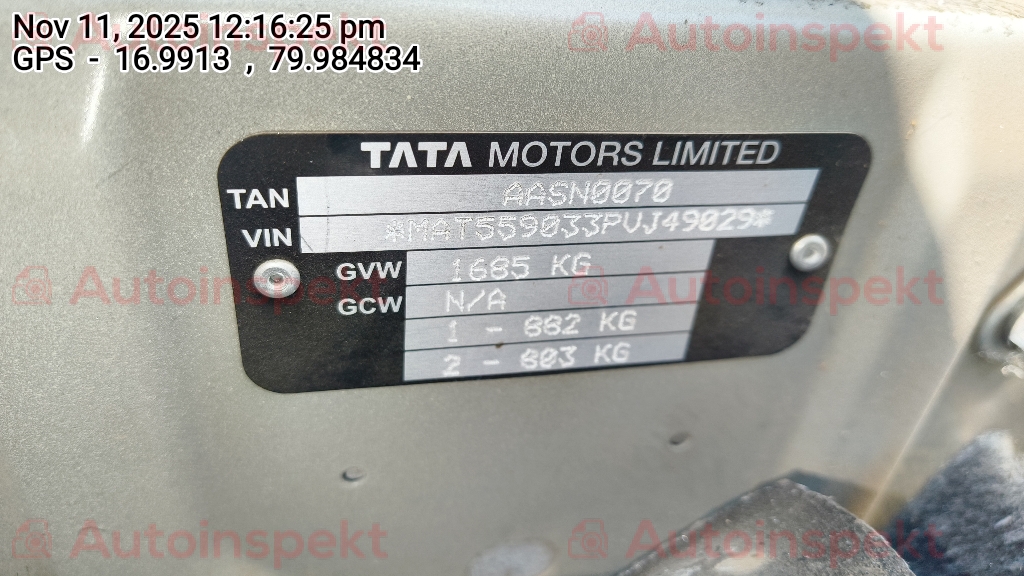 Nov 11, 2025 12:16:25 pm
GPS - 16.9913 , 79.984834
Autoinspekt Autoinspekt
TATA MOTORS LIMITED
TAN AASN0070
VIN *MAT559033PVJ49029*
GVW 1685 KG
GCW N/A
1 - 882 KG
2 - 803 KG
Autoinspekt Autoinspekt
Autoinspekt Autoinspekt